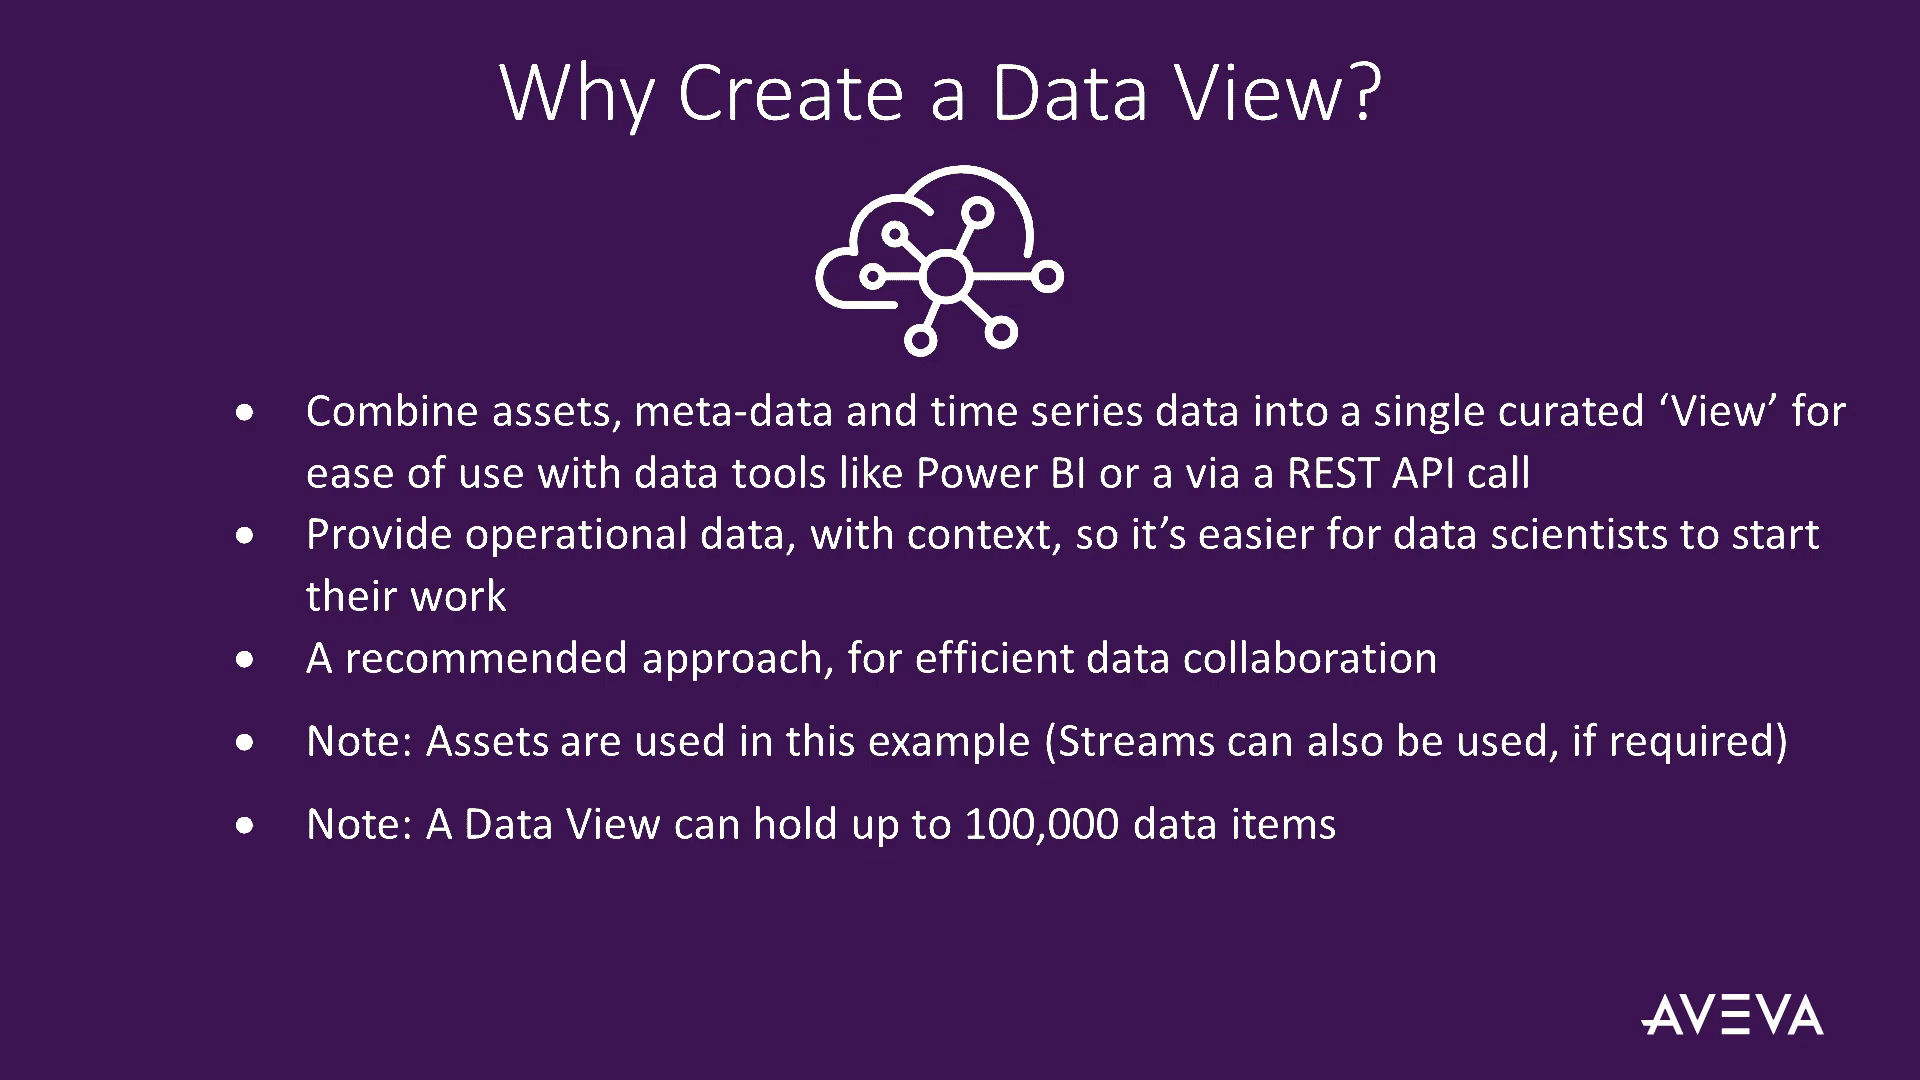 Why Create a Data View?
• Combine assets, meta-data and time series data into a single curated ‘View’ for
ease of use with data tools like Power BI or a via a REST API call
• Provide operational data, with context, so it’s easier for data scientists to start
their work
• A recommended approach, for efficient data collaboration
• Note: Assets are used in this example (Streams can also be used, if required)
• Note: A Data View can hold up to 100,000 data items
AVEVA